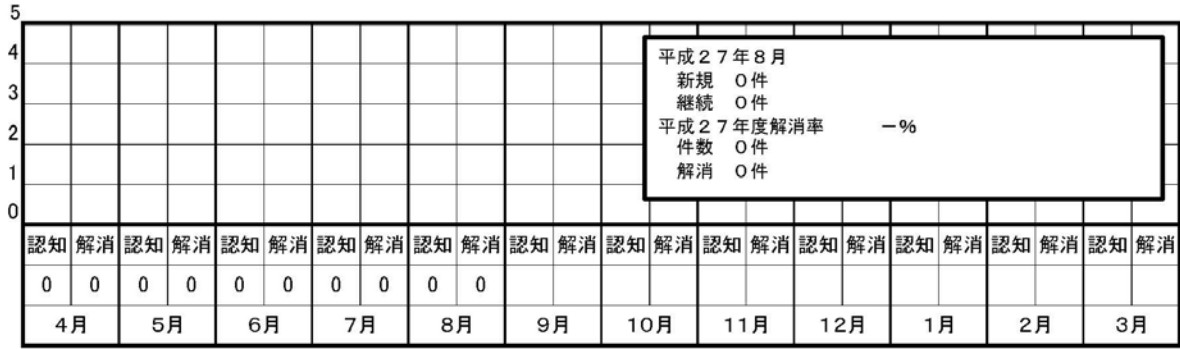 5
4
3
2
1
0
平成２７年８月
新規　０件
継続　０件
平成２７年度解消率　　－％
件数　０件
解消　０件
認知 解消 認知 解消 認知 解消 認知 解消 認知 解消 認知 解消 認知 解消 認知 解消 認知 解消 認知 解消 認知 解消 認知 解消
0 0 0 0 0 0 0 0 0 0
4月 5月 6月 7月 8月 9月 10月 11月 12月 1月 2月 3月